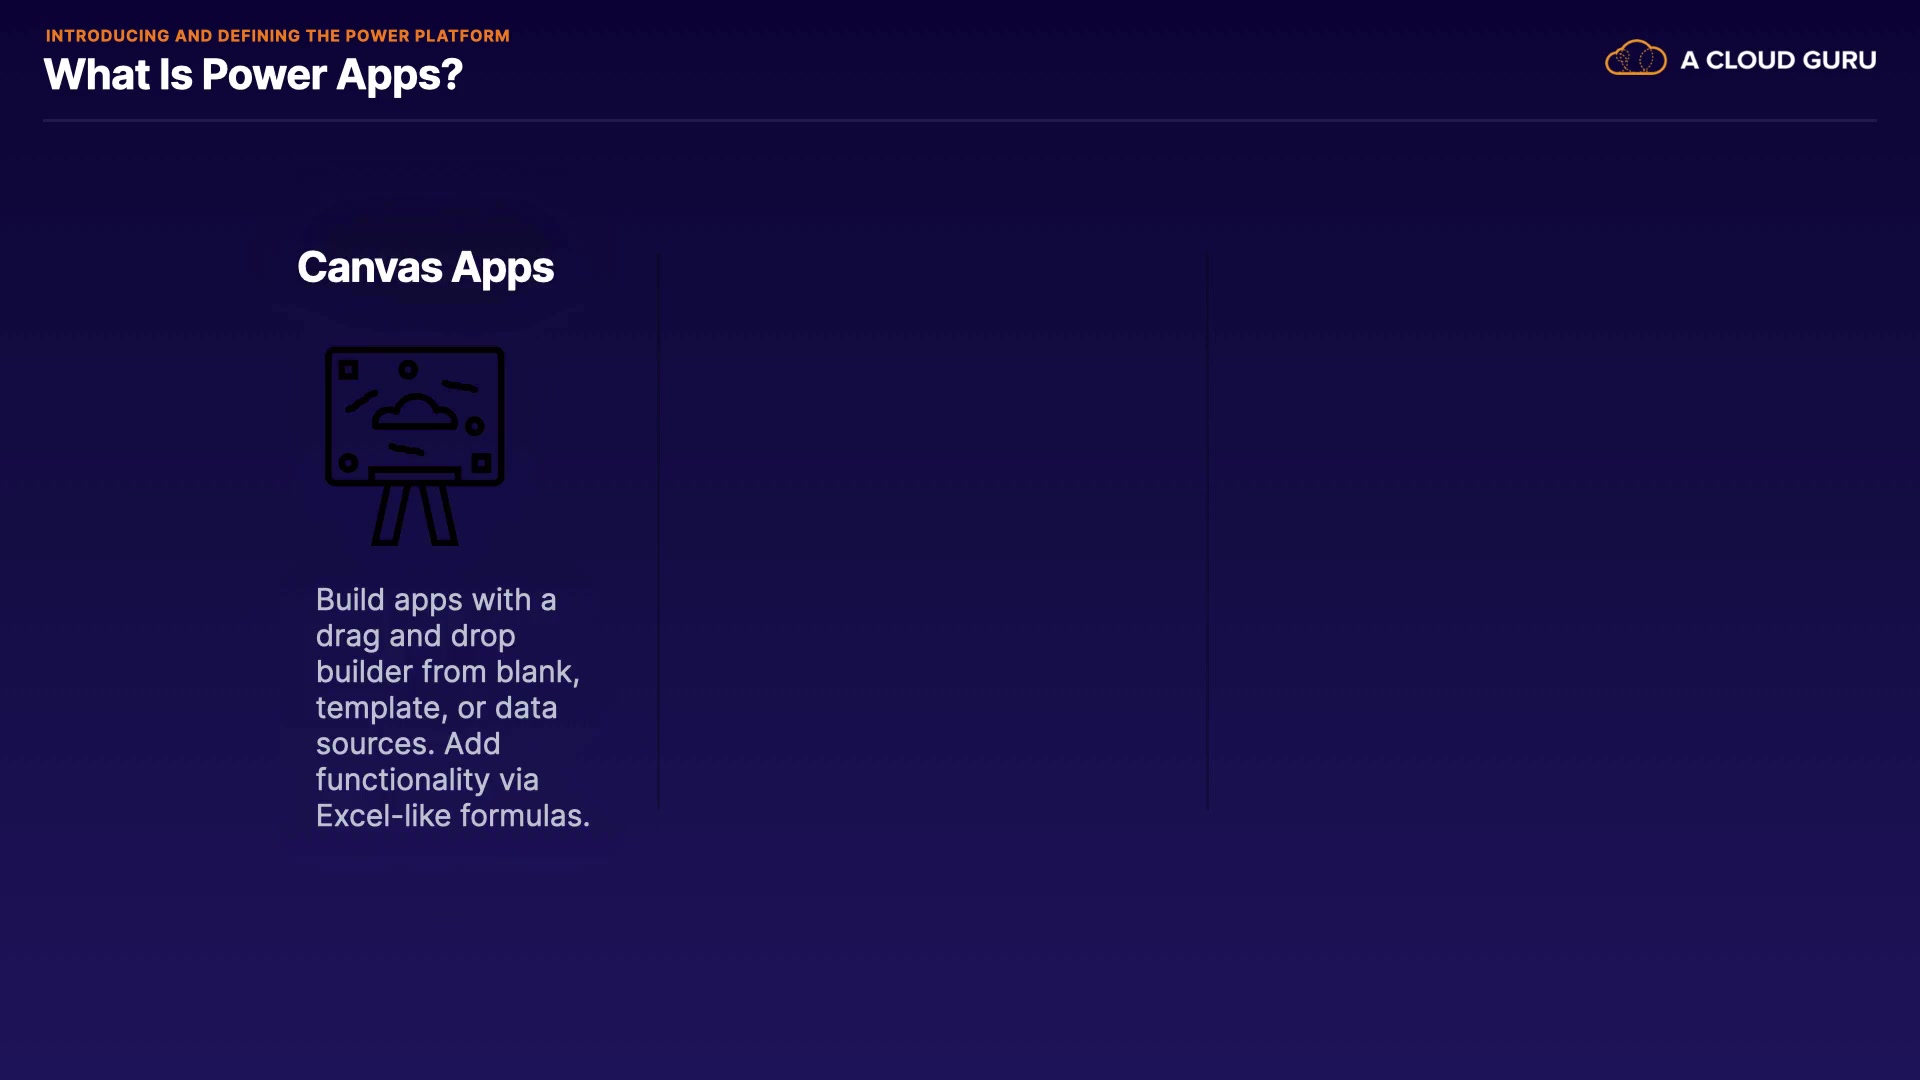 INTRODUCING AND DEFINING THE POWER PLATFORM
What Is Power Apps?
A CLOUD GURU
Canvas Apps
Build apps with a
drag and drop
builder from blank,
template, or data
sources. Add
functionality via
Excel-like formulas.